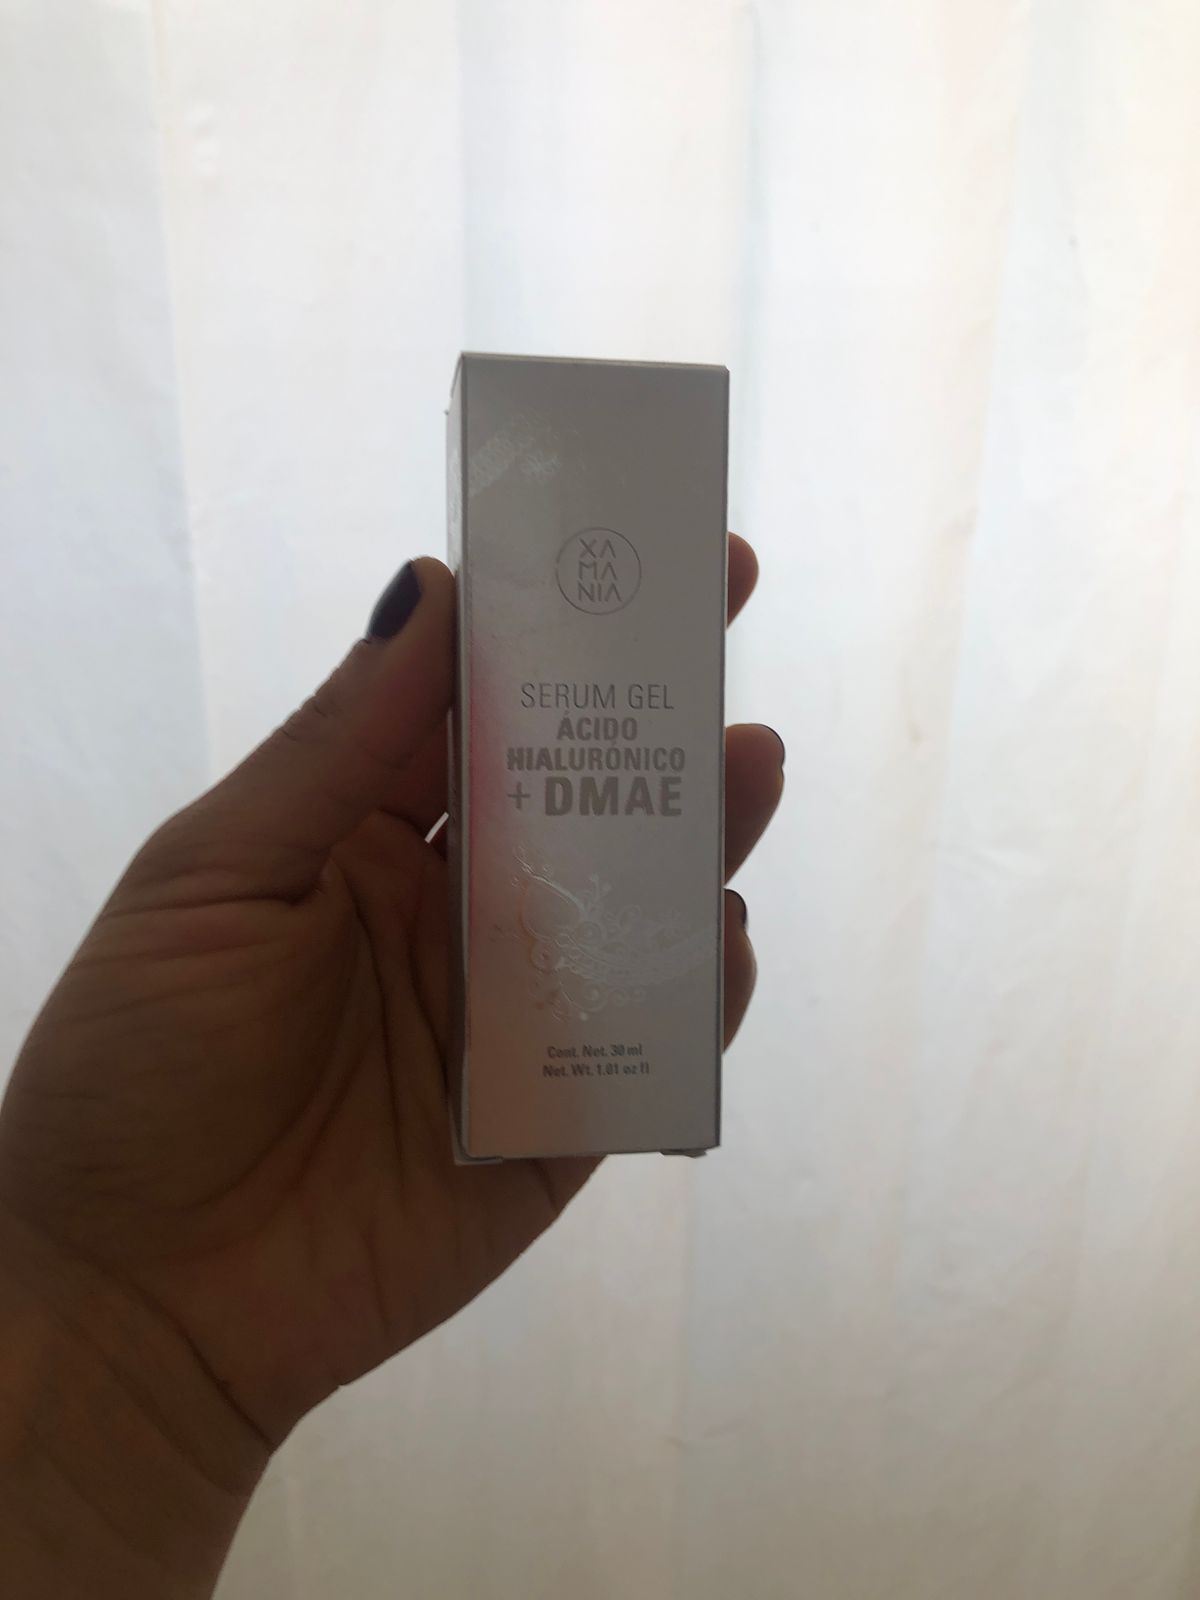 XA
MA
NIA
SERUM GEL
ÁCIDO
HIALURÓNICO
+ DMAE
Cont. Net. 30 ml
Net. Wt. 1.01 oz fl